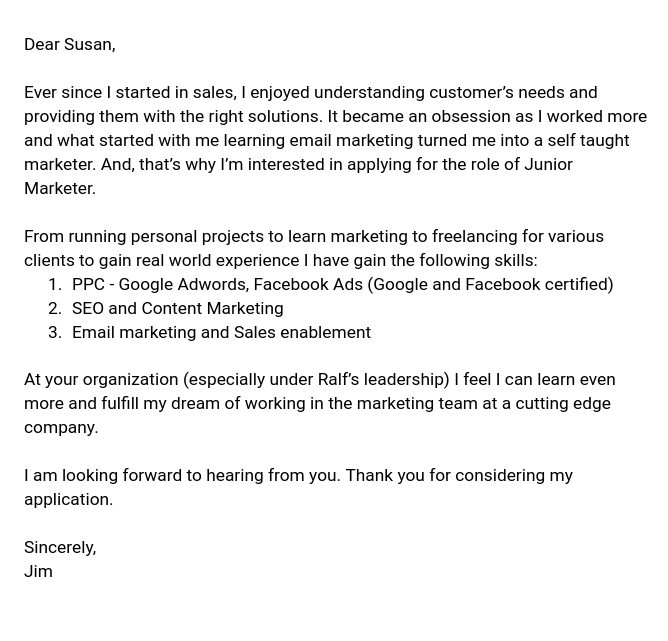 Dear Susan,
Ever since I started in sales, I enjoyed understanding customer’s needs and
providing them with the right solutions. It became an obsession as I worked more
and what started with me learning email marketing turned me into a self taught
marketer. And, that’s why I’m interested in applying for the role of Junior
Marketer.
From running personal projects to learn marketing to freelancing for various
clients to gain real world experience I have gain the following skills:
1. PPC - Google Adwords, Facebook Ads (Google and Facebook certified)
2. SEO and Content Marketing
3. Email marketing and Sales enablement
At your organization (especially under Ralf’s leadership) I feel I can learn even
more and fulfill my dream of working in the marketing team at a cutting edge
company.
I am looking forward to hearing from you. Thank you for considering my
application.
Sincerely,
Jim